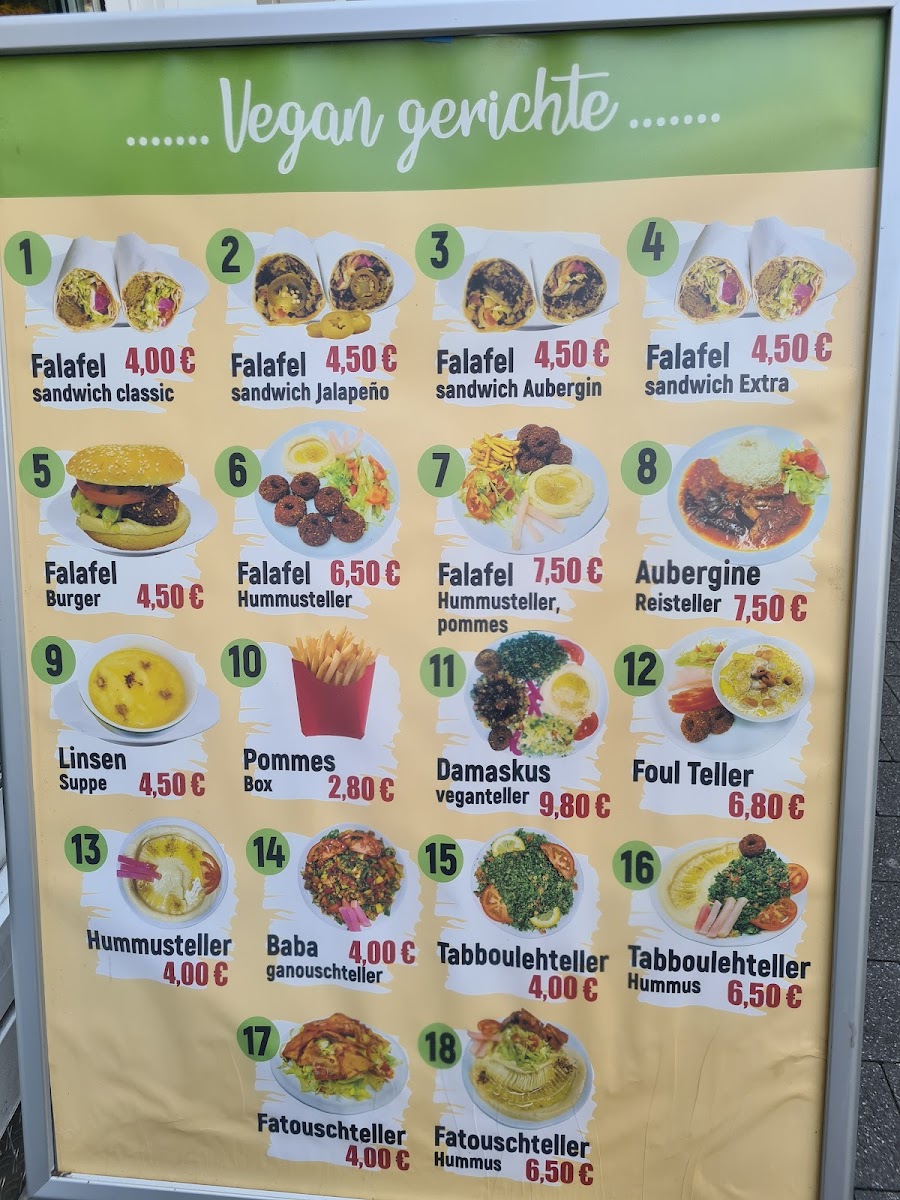 ....... Vegan gerichte .......
1
Falafel 4,00 €
sandwich classic
2
Falafel 4,50 €
sandwich Jalapeño
3
Falafel 4,50 €
sandwich Aubergin
4
Falafel 4,50 €
sandwich Extra
5
Falafel
Burger 4,50 €
6
Falafel 6,50 €
Hummusteller
7
Falafel 7,50 €
Hummusteller,
pommes
8
Aubergine
Reisteller 7,50 €
9
Linsen
Suppe 4,50 €
10
Pommes
Box 2,80 €
11
Damaskus
veganteller 9,80 €
12
Foul Teller
6,80 €
13
Hummusteller
4,00 €
14
Baba 4,00 €
ganouschteller
15
Tabboulehteller
4,00 €
16
Tabboulehteller
Hummus 6,50 €
17
Fatouschteller
4,00 €
18
Fatouschteller
Hummus 6,50 €